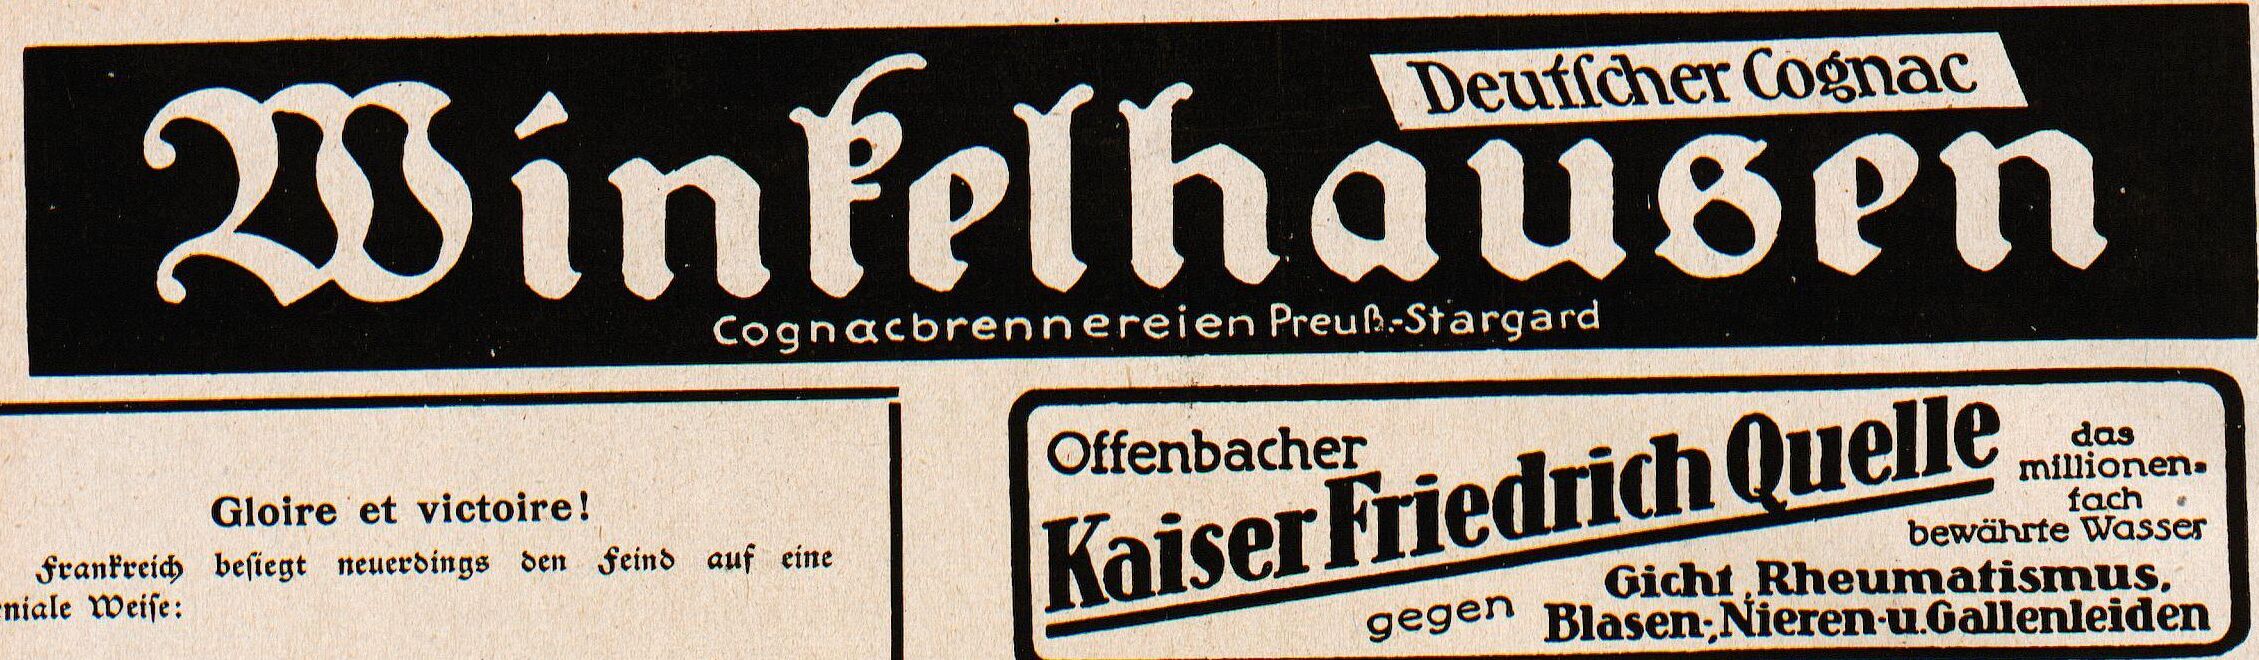 Deutscher Cognac
Winkelhausen
Cognacbrennereien Preuß.-Stargard
Gloire et victoire!
Frankreich besiegt neuerdings den Feind auf eine
niale Weise:
Offenbacher
Kaiser Friedrich Quelle
das
millionen-
fach
bewährte Wasser
gegen
Gicht, Rheumatismus,
Blasen-, Nieren- u. Gallenleiden